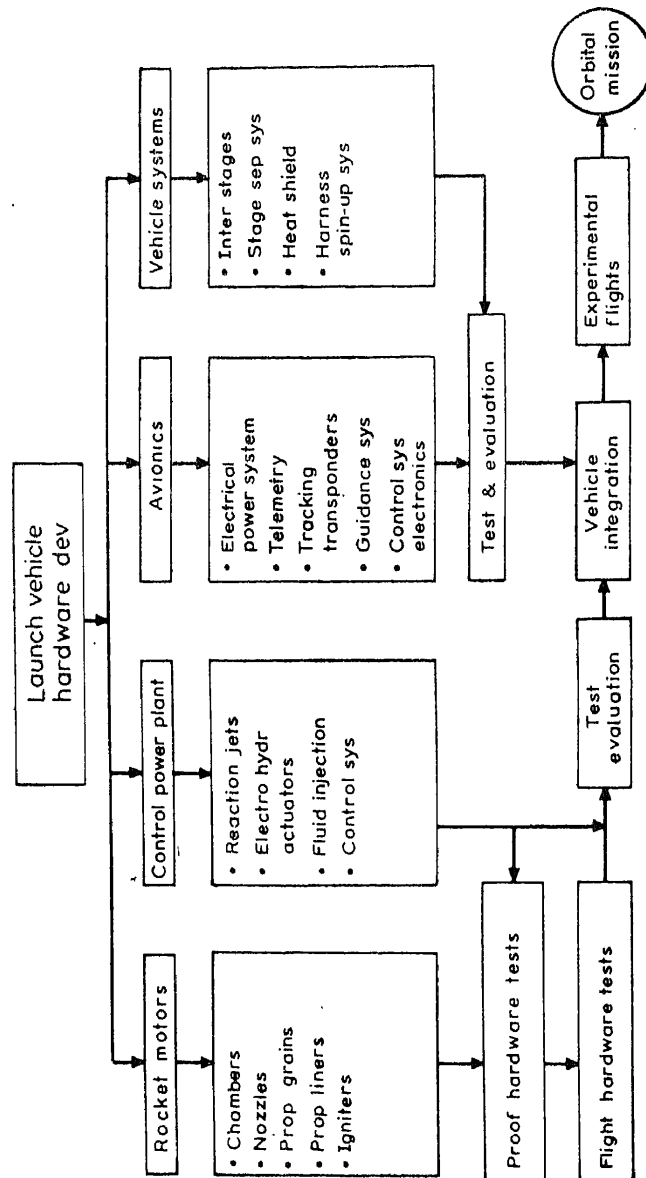 Launch vehicle
hardware dev
Rocket motors
Control power plant
Avionics
Vehicle systems
• Chambers
• Nozzles
• Prop grains
• Prop liners
• Igniters
• Reaction jets
• Electro hydr
actuators
• Fluid injection
• Control sys
• Electrical
power system
• Telemetry
• Tracking
transponders
• Guidance sys
• Control sys
electronics
• Inter stages
• Stage sep sys
• Heat shield
• Harness
spin-up sys
Proof hardware tests
Test & evaluation
Flight hardware tests
Test
evaluation
Vehicle
integration
Experimental
flights
Orbital
mission